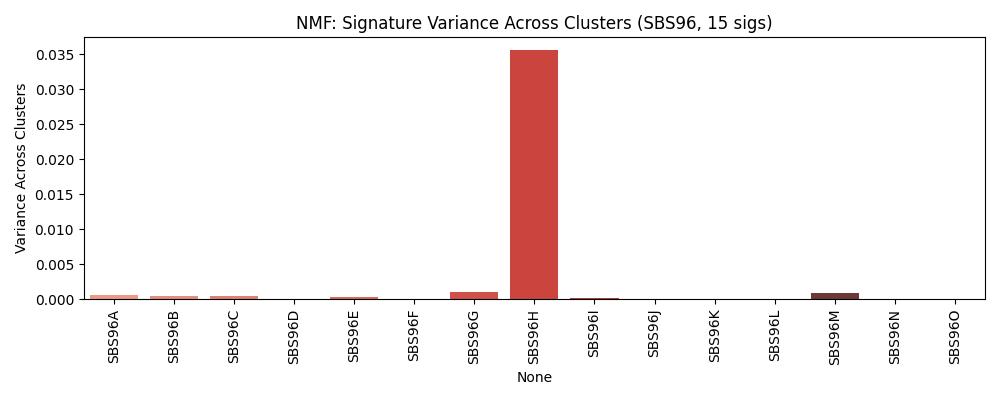 NMF: Signature Variance Across Clusters (SBS96, 15 sigs)
Variance Across Clusters
0.035
0.030
0.025
0.020
0.015
0.010
0.005
0.000
SBS96A
SBS96B
SBS96C
SBS96D
SBS96E
SBS96F
SBS96G
SBS96H
SBS96I
SBS96J
SBS96K
SBS96L
SBS96M
SBS96N
SBS96O
None